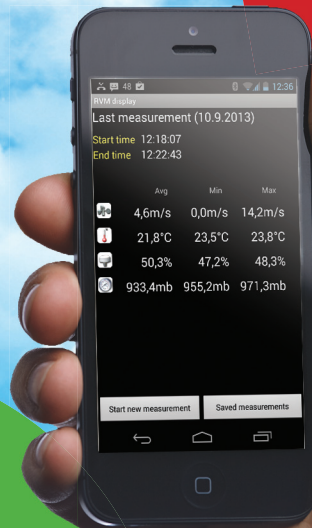 48 12:36
RVM display
Last measurement (10.9.2013)
Start time 12:18:07
End time 12:22:43
Avg Min Max
4,6m/s 0,0m/s 14,2m/s
21,8°C 23,5°C 23,8°C
50,3% 47,2% 48,3%
933,4mb 955,2mb 971,3mb
Start new measurement Saved measurements